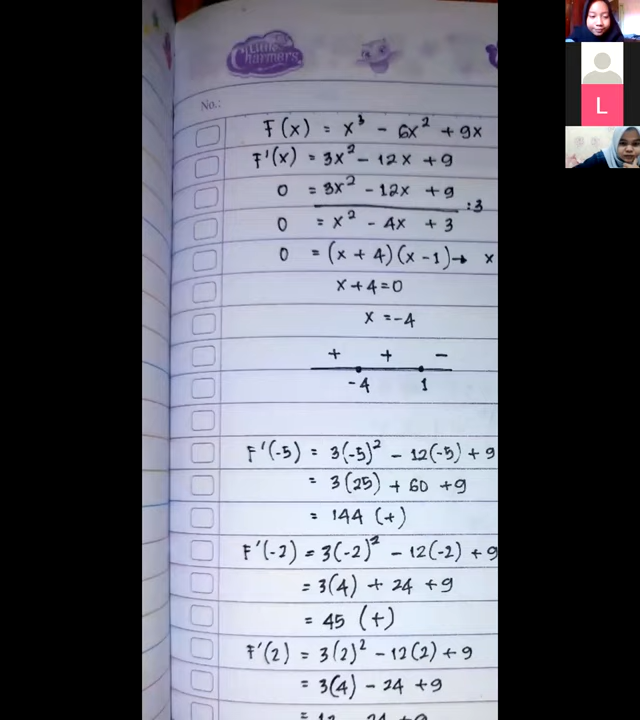 Little Charmers
No.:
F(x) = x³ - 6x² + 9x
F'(x) = 3x² - 12x + 9
0 = 3x² - 12x + 9 :3
0 = x² - 4x + 3
0 = (x + 4)(x - 1) → x
x + 4 = 0
x = -4
+ + -
-4 1
F'(-5) = 3(-5)² - 12(-5) + 9
= 3(25) + 60 + 9
= 144 (+)
F'(-2) = 3(-2)² - 12(-2) + 9
= 3(4) + 24 + 9
= 45 (+)
F'(2) = 3(2)² - 12(2) + 9
= 3(4) - 24 + 9
= 12 - 24 + 9
L